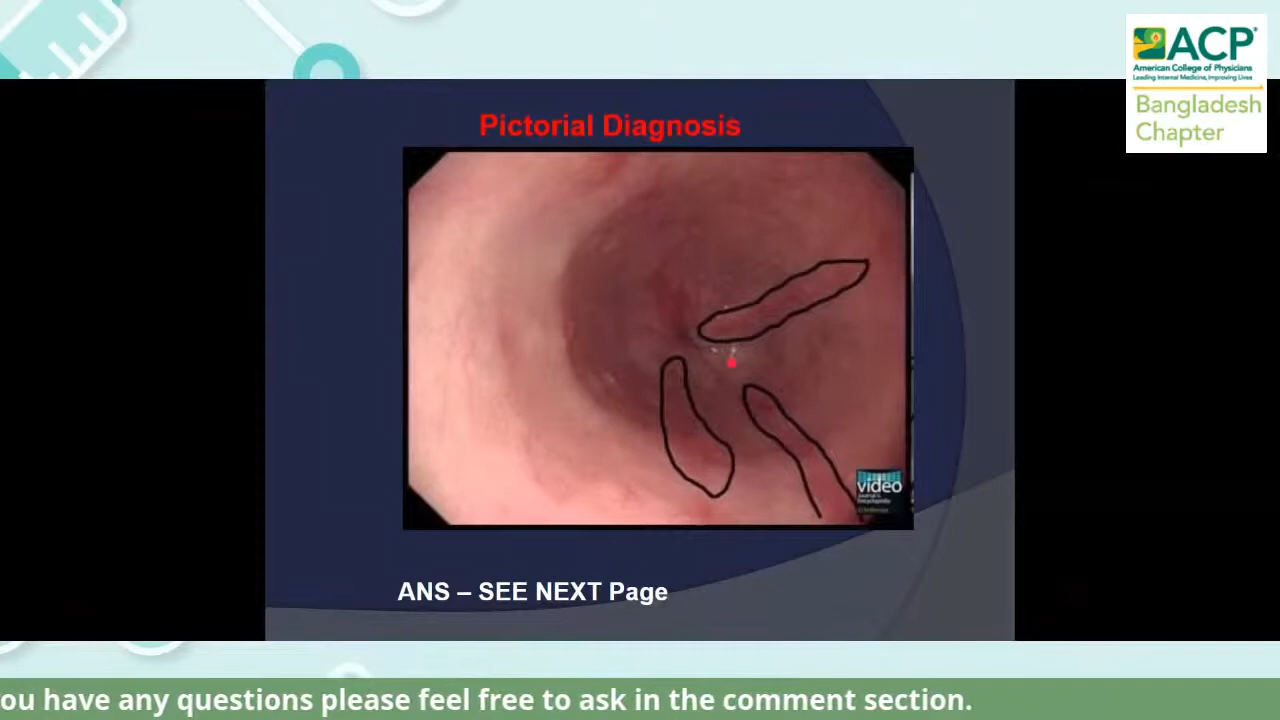 ACP
American College of Physicians
Leading Internal Medicine, Improving Lives
Bangladesh
Chapter
Pictorial Diagnosis
video
ANS – SEE NEXT Page
ou have any questions please feel free to ask in the comment section.